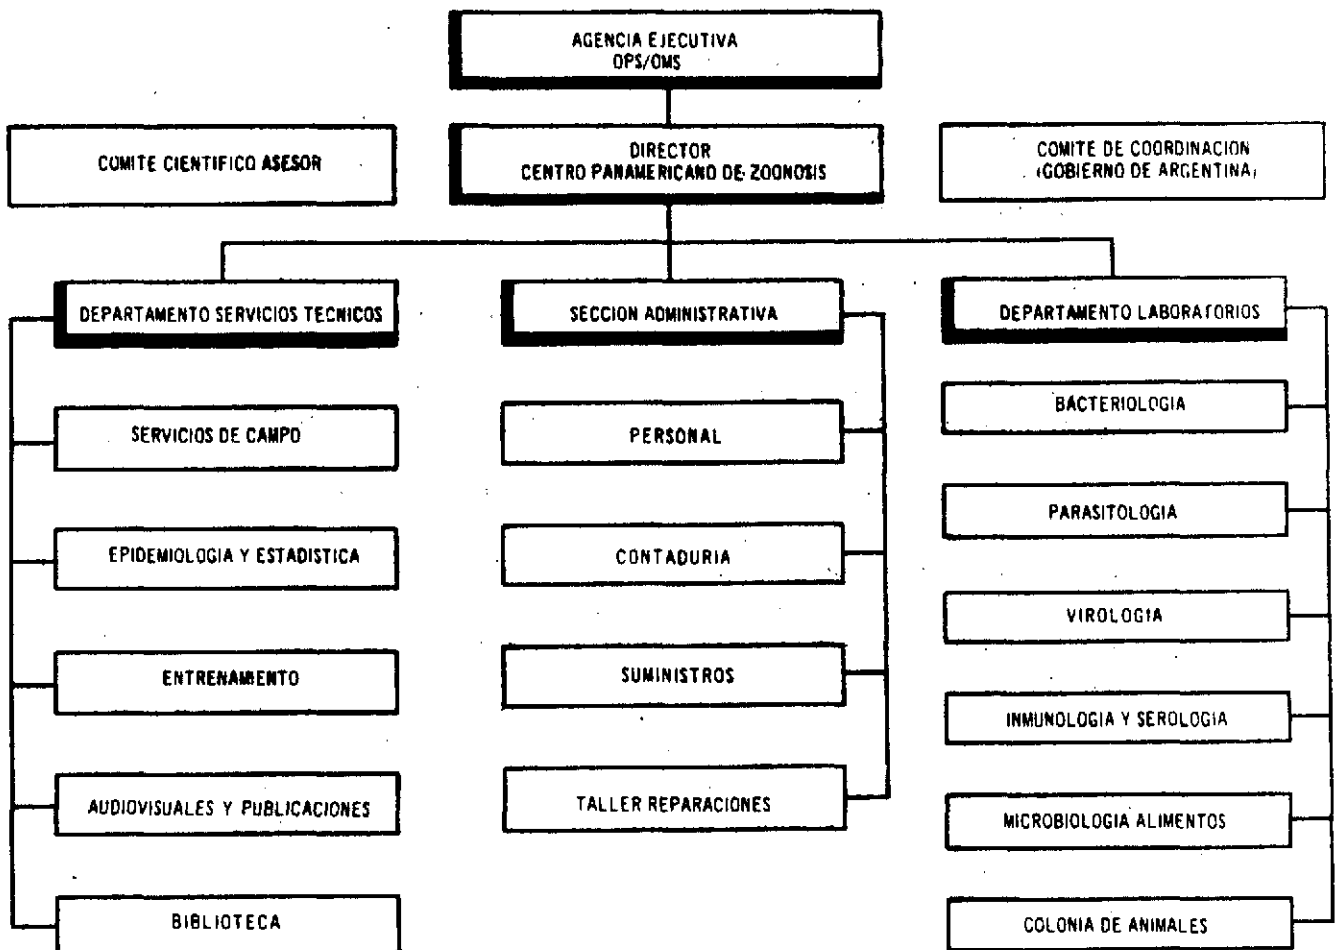 AGENCIA EJECUTIVA
OPS/OMS
COMITE CIENTIFICO ASESOR
DIRECTOR
CENTRO PANAMERICANO DE ZOONOSIS
COMITE DE COORDINACION
(GOBIERNO DE ARGENTINA)
DEPARTAMENTO SERVICIOS TECNICOS
SERVICIOS DE CAMPO
EPIDEMIOLOGIA Y ESTADISTICA
ENTRENAMIENTO
AUDIOVISUALES Y PUBLICACIONES
BIBLIOTECA
SECCION ADMINISTRATIVA
PERSONAL
CONTADURIA
SUMINISTROS
TALLER REPARACIONES
DEPARTAMENTO LABORATORIOS
BACTERIOLOGIA
PARASITOLOGIA
VIROLOGIA
INMUNOLOGIA Y SEROLOGIA
MICROBIOLOGIA ALIMENTOS
COLONIA DE ANIMALES